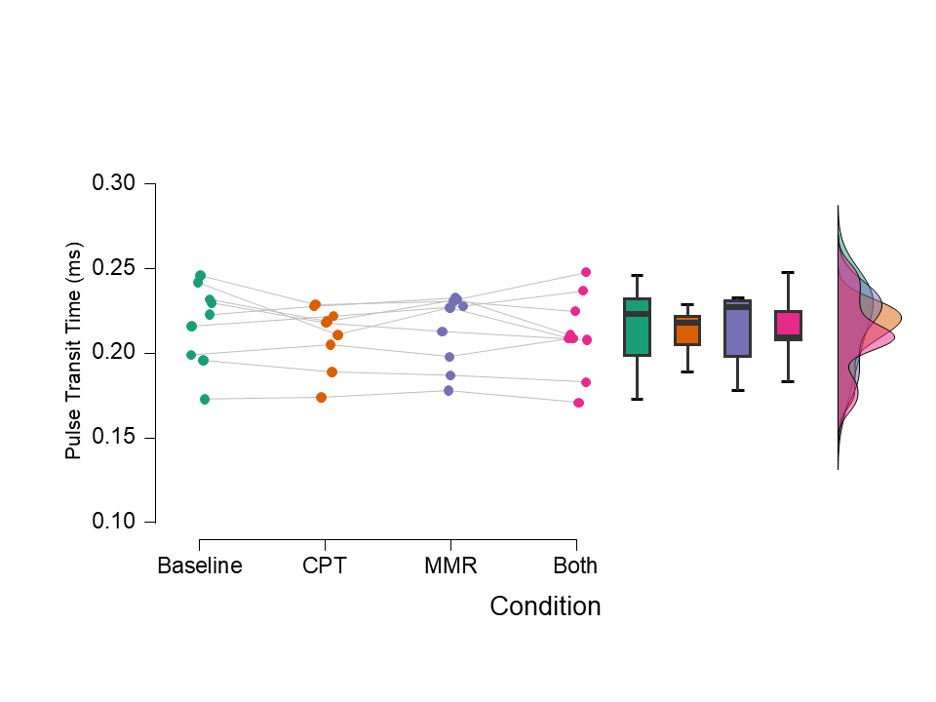 0.30
0.25
0.20
0.15
0.10
Pulse Transit Time (ms)
Baseline CPT MMR Both
Condition